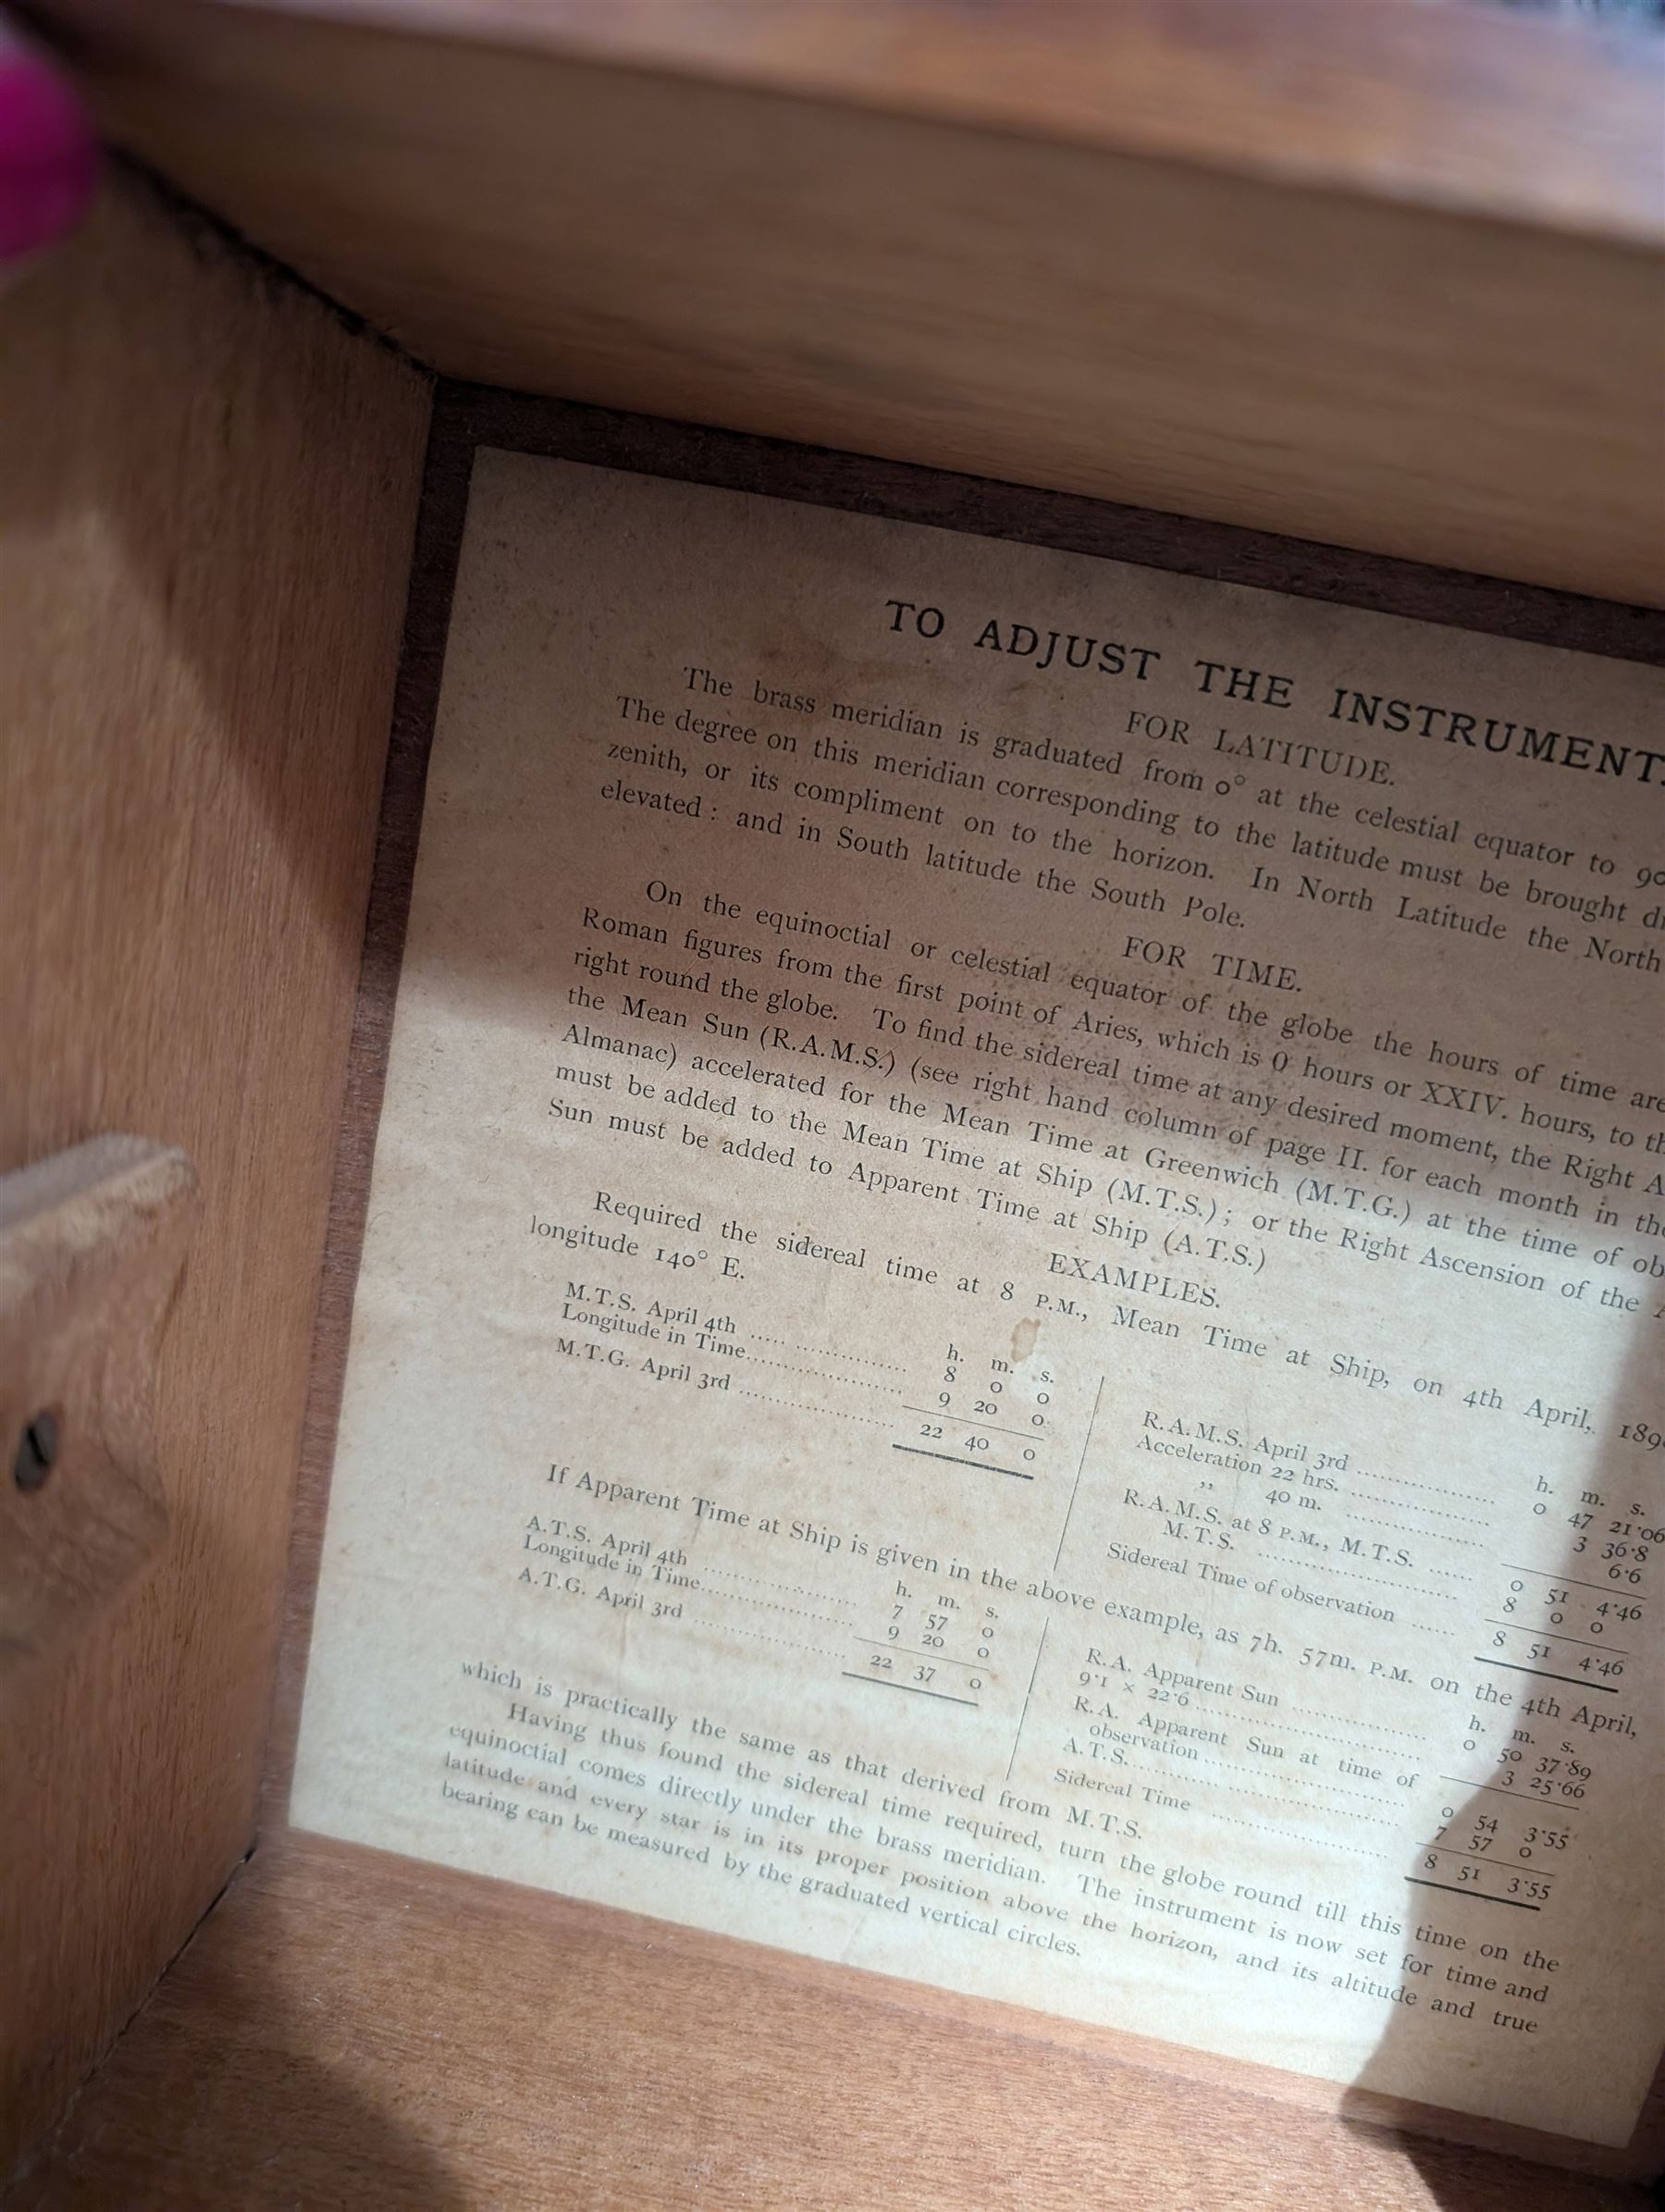 TO ADJUST THE INSTRUMENT.
FOR LATITUDE.
The brass meridian is graduated from 0° at the celestial equator to 90
The degree on this meridian corresponding to the latitude must be brought
zenith, or its compliment on to the horizon. In North Latitude the North
elevated : and in South latitude the South Pole.
FOR TIME.
On the equinoctial or celestial equator of the globe the hours of time are
Roman figures from the first point of Aries, which is 0 hours or XXIV. hours, to
right round the globe. To find the sidereal time at any desired moment, the Right
the Mean Sun (R.A.M.S.) (see right hand column of page II. for each month in
Almanac) accelerated for the Mean Time at Greenwich (M.T.G.) at the time of
must be added to the Mean Time at Ship (M.T.S.); or the Right Ascension of the
Sun must be added to Apparent Time at Ship (A.T.S.)
EXAMPLES.
Required the sidereal time at 8 P.M., Mean Time at Ship, on 4th April, 189
longitude 140° E.
h. m. s.
M.T.S. April 4th ..... ................ 8 0 0
Longitude in Time....................... 9 20 0
M.T.G. April 3rd ....................... 22 40 0
h. m. s.
R.A.M.S. April 3rd ..................... 0 47 21·06
Acceleration 22 hrs. ................... 3 36·8
,, 40 m. ................... 6·6
R.A.M.S. at 8 P.M., M.T.S. ...... 0 51 4·46
M.T.S. ........................ 8 0 0
Sidereal Time of observation ...... 8 51 4·46
If Apparent Time at Ship is given in the above example, as 7h. 57m. P.M. on the 4th April,
h. m. s.
A.T.S. April 4th ....................... 7 57 0
Longitude in Time....................... 9 20 0
A.T.G. April 3rd ....................... 22 37 0
h. m. s.
R.A. Apparent Sun ..................... 0 50 37·89
9·1 × 22·6 ............................ 3 25·66
R.A. Apparent Sun at time of
observation ........................... 0 54 3·55
A.T.S. ................................ 7 57 0
Sidereal Time ......................... 8 51 3·55
which is practically the same as that derived from M.T.S.
Having thus found the sidereal time required, turn the globe round till this time on the
equinoctial comes directly under the brass meridian. The instrument is now set for time and
latitude and every star is in its proper position above the horizon, and its altitude and true
bearing can be measured by the graduated vertical circles.